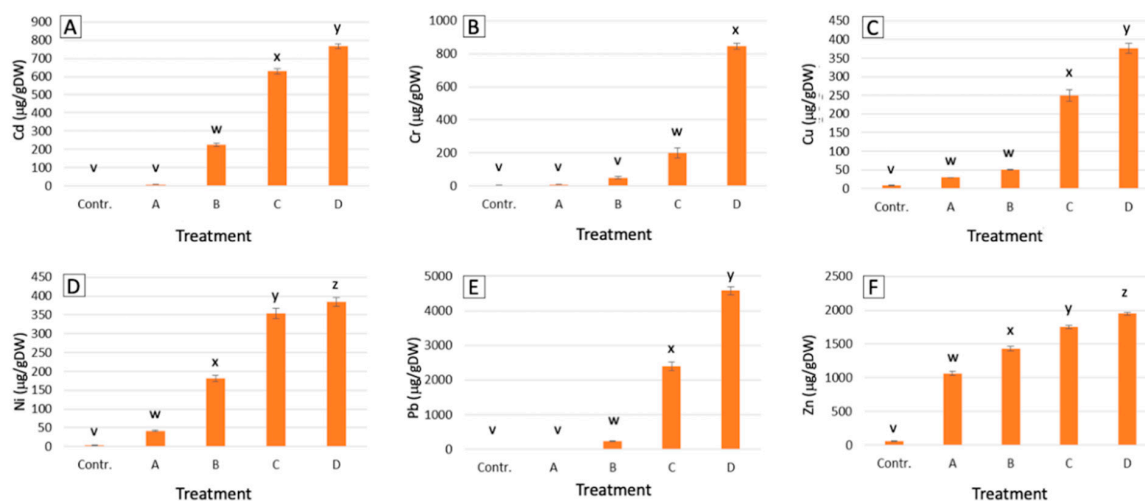 A
Cd (µg/gDW)
900
800
700
600
500
400
300
200
100
0
v
v
w
x
y
Contr.
A
B
C
D
Treatment
B
Cr (µg/gDW)
1000
800
600
400
200
0
v
v
v
w
x
Contr.
A
B
C
D
Treatment
C
Cu (µg/gDW)
450
400
350
300
250
200
150
100
50
0
v
w
w
x
y
Contr.
A
B
C
D
Treatment
D
Ni (µg/gDW)
450
400
350
300
250
200
150
100
50
0
v
w
x
y
z
Contr.
A
B
C
D
Treatment
E
Pb (µg/gDW)
5000
4000
3000
2000
1000
0
v
v
w
x
y
Contr.
A
B
C
D
Treatment
F
Zn (µg/gDW)
2500
2000
1500
1000
500
0
v
w
x
y
z
Contr.
A
B
C
D
Treatment